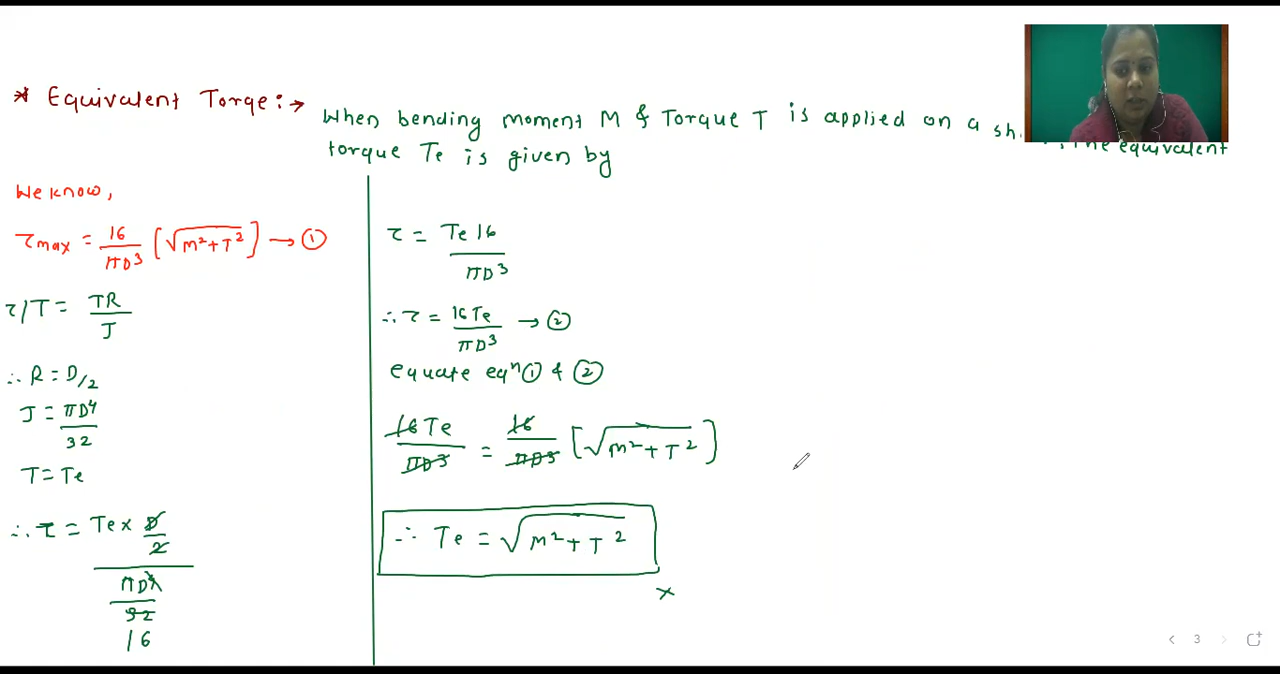 * Equivalent Torqe:→
When bending moment M & Torque T is applied on a sh the equivalent
torque Te is given by
We know,
τmax = 16/πD³ [√M²+T²] → ①
τ/T = TR/J
∴ R = D/2
J = πD⁴/32
T = Te
∴ τ = Te x D/2
πD⁴/32
16
τ = Te 16/πD³
∴ τ = 16Te/πD³ → ②
equate eqⁿ ① & ②
16Te/πD³ = 16/πD³ [√M²+T²]
∴ Te = √M²+T²
x
3